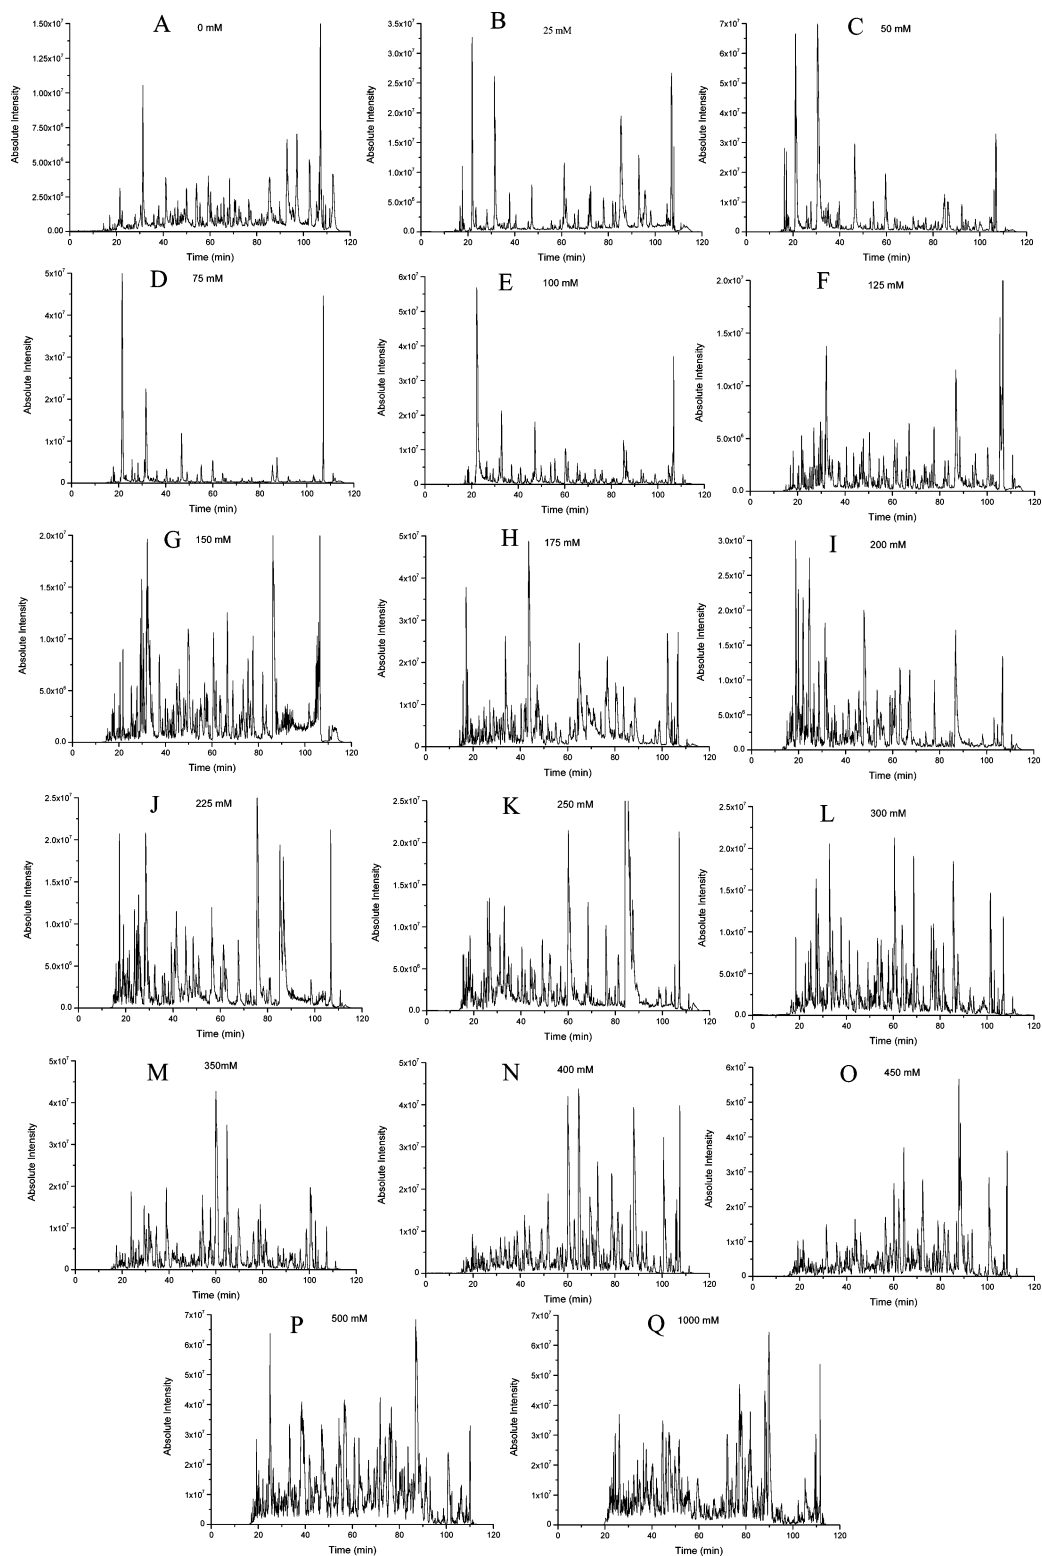 A 0 mM
Absolute Intensity
1.50x10⁷
1.25x10⁷
1.00x10⁷
7.50x10⁶
5.00x10⁶
2.50x10⁶
0.00
0 20 40 60 80 100 120
Time (min)
B 25 mM
Absolute Intensity
3.5x10⁷
3.0x10⁷
2.5x10⁷
2.0x10⁷
1.5x10⁷
1.0x10⁷
5.0x10⁶
0.0
0 20 40 60 80 100 120
Time (min)
C 50 mM
Absolute Intensity
7x10⁷
6x10⁷
5x10⁷
4x10⁷
3x10⁷
2x10⁷
1x10⁷
0
0 20 40 60 80 100 120
Time (min)
D 75 mM
Absolute Intensity
5x10⁷
4x10⁷
3x10⁷
2x10⁷
1x10⁷
0
0 20 40 60 80 100 120
Time (min)
E 100 mM
Absolute Intensity
6x10⁷
5x10⁷
4x10⁷
3x10⁷
2x10⁷
1x10⁷
0
0 20 40 60 80 100 120
Time (min)
F 125 mM
Absolute Intensity
2.0x10⁷
1.5x10⁷
1.0x10⁷
5.0x10⁶
0.0
0 20 40 60 80 100 120
Time (min)
G 150 mM
Absolute Intensity
2.0x10⁷
1.5x10⁷
1.0x10⁷
5.0x10⁶
0.0
0 20 40 60 80 100 120
Time (min)
H 175 mM
Absolute Intensity
5x10⁷
4x10⁷
3x10⁷
2x10⁷
1x10⁷
0
0 20 40 60 80 100 120
Time (min)
I 200 mM
Absolute Intensity
3.0x10⁷
2.5x10⁷
2.0x10⁷
1.5x10⁷
1.0x10⁷
5.0x10⁶
0.0
0 20 40 60 80 100 120
Time (min)
J 225 mM
Absolute Intensity
2.5x10⁷
2.0x10⁷
1.5x10⁷
1.0x10⁷
5.0x10⁶
0.0
0 20 40 60 80 100 120
Time (min)
K 250 mM
Absolute Intensity
2.5x10⁷
2.0x10⁷
1.5x10⁷
1.0x10⁷
5.0x10⁶
0.0
0 20 40 60 80 100 120
Time (min)
L 300 mM
Absolute Intensity
2.5x10⁷
2.0x10⁷
1.5x10⁷
1.0x10⁷
5.0x10⁶
0.0
0 20 40 60 80 100 120
Time (min)
M 350mM
Absolute Intensity
5x10⁷
4x10⁷
3x10⁷
2x10⁷
1x10⁷
0
0 20 40 60 80 100 120
Time (min)
N 400 mM
Absolute Intensity
5x10⁷
4x10⁷
3x10⁷
2x10⁷
1x10⁷
0
0 20 40 60 80 100 120
Time (min)
O 450 mM
Absolute Intensity
6x10⁷
5x10⁷
4x10⁷
3x10⁷
2x10⁷
1x10⁷
0
0 20 40 60 80 100 120
Time (min)
P 500 mM
Absolute Intensity
7x10⁷
6x10⁷
5x10⁷
4x10⁷
3x10⁷
2x10⁷
1x10⁷
0
0 20 40 60 80 100 120
Time (min)
Q 1000 mM
Absolute Intensity
7x10⁷
6x10⁷
5x10⁷
4x10⁷
3x10⁷
2x10⁷
1x10⁷
0
0 20 40 60 80 100 120
Time (min)